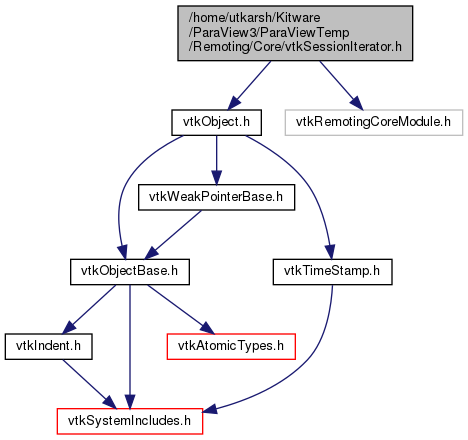 /home/utkarsh/Kitware
/ParaView3/ParaViewTemp
/Remoting/Core/vtkSessionIterator.h
vtkObject.h
vtkRemotingCoreModule.h
vtkWeakPointerBase.h
vtkObjectBase.h
vtkTimeStamp.h
vtkIndent.h
vtkAtomicTypes.h
vtkSystemIncludes.h